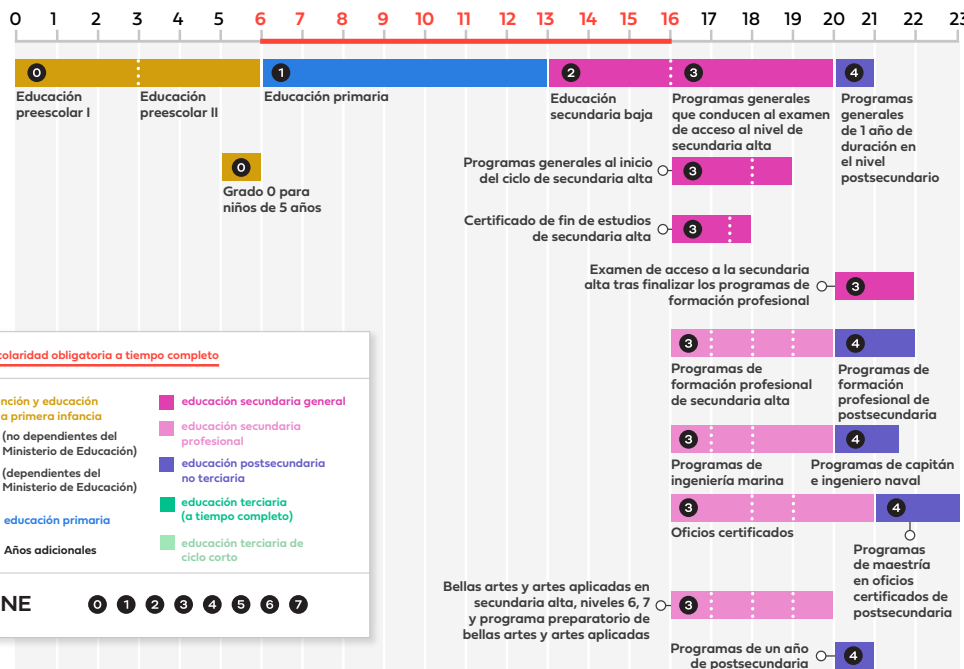 0 1 2 3 4 5 6 7 8 9 10 11 12 13 14 15 16 17 18 19 20 21 22 23
0 1 2 3 4
Educación
preescolar I
Educación
preescolar II
Educación primaria
Educación
secundaria baja
Programas generales
que conducen al examen
de acceso al nivel de
secundaria alta
Programas
generales
de 1 año de
duración en
el nivel
postsecundario
0
Grado 0 para
niños de 5 años
Programas generales al inicio
del ciclo de secundaria alta
3
Certificado de fin de estudios
de secundaria alta
3
Examen de acceso a la secundaria
alta tras finalizar los programas de
formación profesional
3
3 4
Programas de
formación profesional
de secundaria alta
Programas de
formación
profesional de
postsecundaria
3 4
Programas de
ingeniería marina
Programas de capitán
e ingeniero naval
3 4
Oficios certificados
Programas
de maestría
en oficios
certificados de
postsecundaria
Bellas artes y artes aplicadas en
secundaria alta, niveles 6, 7
y programa preparatorio de
bellas artes y artes aplicadas
3
Programas de un año
de postsecundaria
4
colaridad obligatoria a tiempo completo
nción y educación
a primera infancia
(no dependientes del
Ministerio de Educación)
(dependientes del
Ministerio de Educación)
educación primaria
Años adicionales
educación secundaria general
educación secundaria
profesional
educación postsecundaria
no terciaria
educación terciaria
(a tiempo completo)
educación terciaria de
ciclo corto
NE 0 1 2 3 4 5 6 7